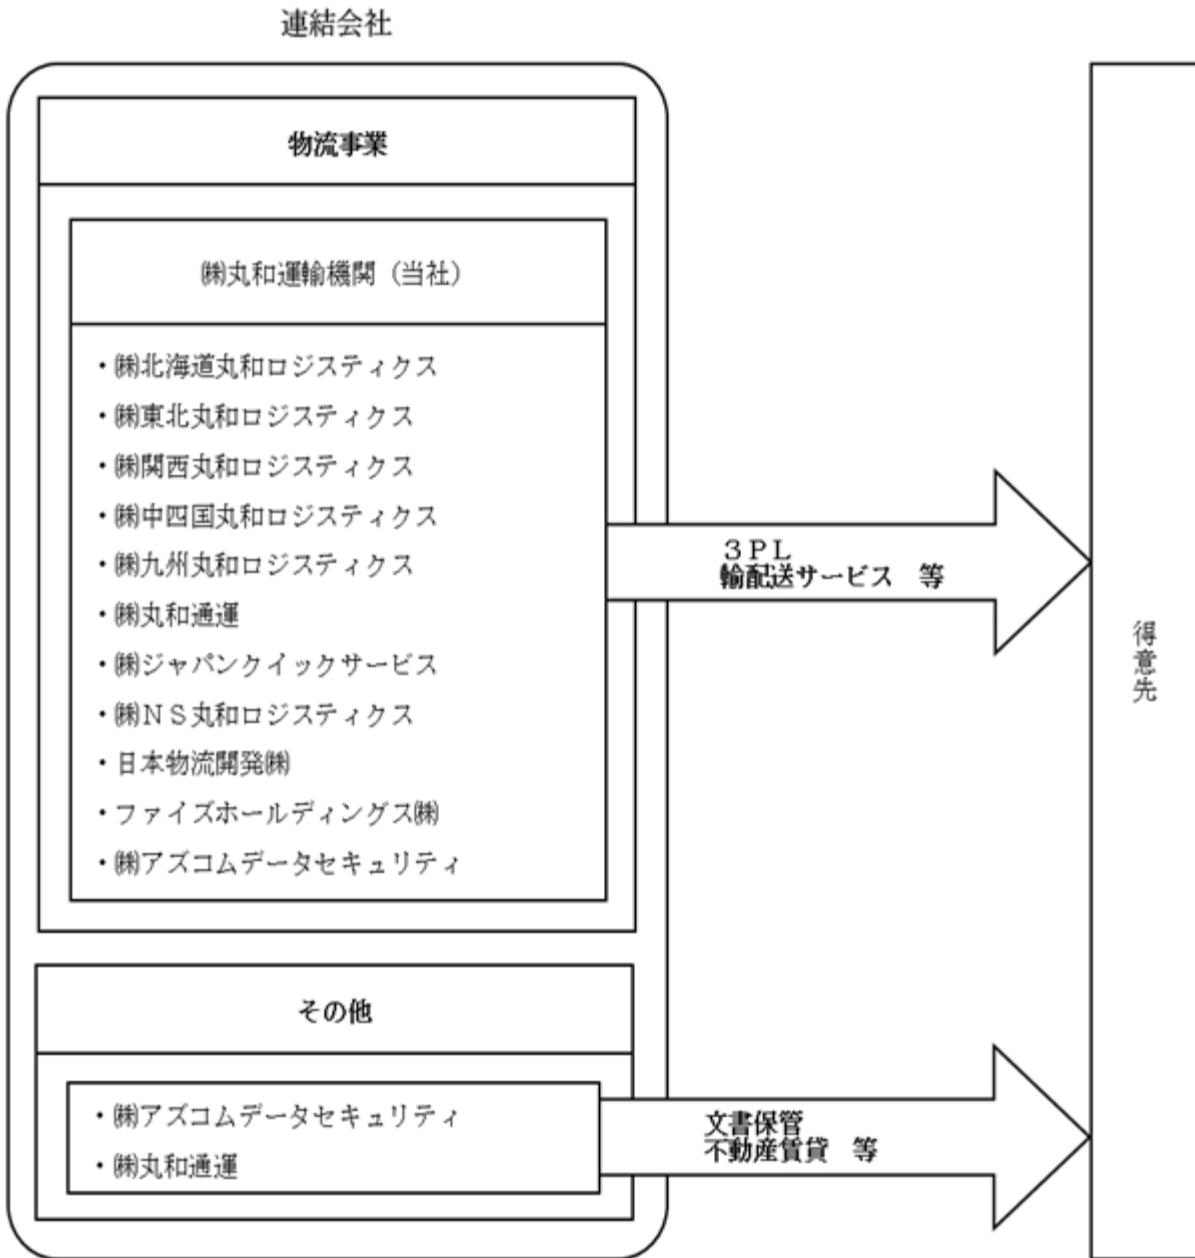 連結会社
物流事業
㈱丸和運輸機関（当社）
・㈱北海道丸和ロジスティクス
・㈱東北丸和ロジスティクス
・㈱関西丸和ロジスティクス
・㈱中四国丸和ロジスティクス
・㈱九州丸和ロジスティクス
・㈱丸和通運
・㈱ジャパンクイックサービス
・㈱ＮＳ丸和ロジスティクス
・日本物流開発㈱
・ファイズホールディングス㈱
・㈱アズコムデータセキュリティ
３ＰＬ
輸配送サービス　等
その他
・㈱アズコムデータセキュリティ
・㈱丸和通運
文書保管
不動産賃貸　等
得意先